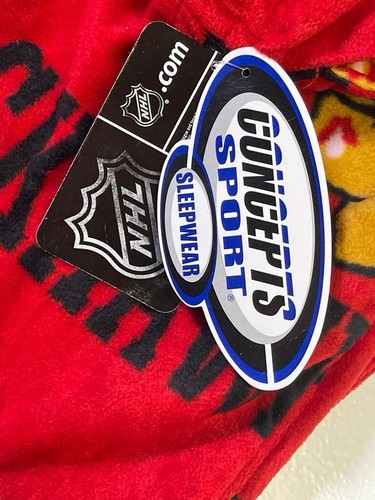 NHL
.com
NHL
CONCEPTS
SPORT®
SLEEPWEAR